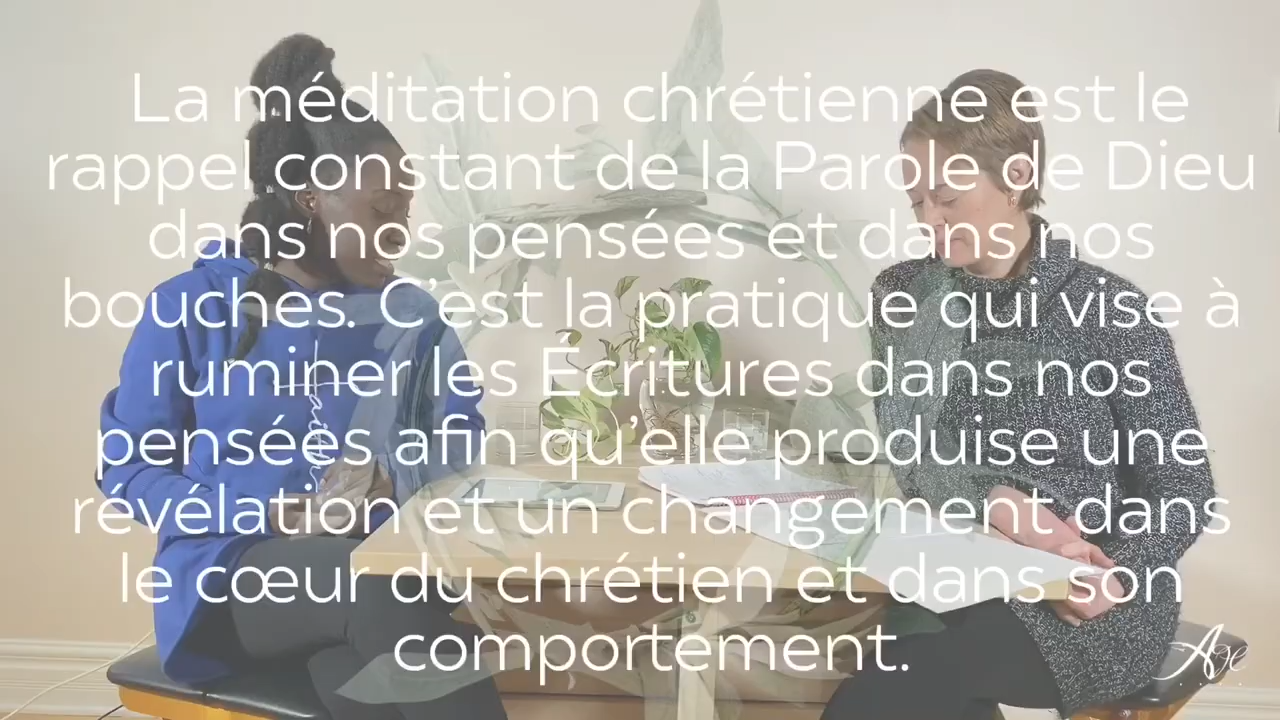 La méditation chrétienne est le
rappel constant de la Parole de Dieu
dans nos pensées et dans nos
bouches. C’est la pratique qui vise à
ruminer les Écritures dans nos
pensées afin qu’elle produise une
révélation et un changement dans
le cœur du chrétien et dans son
comportement.